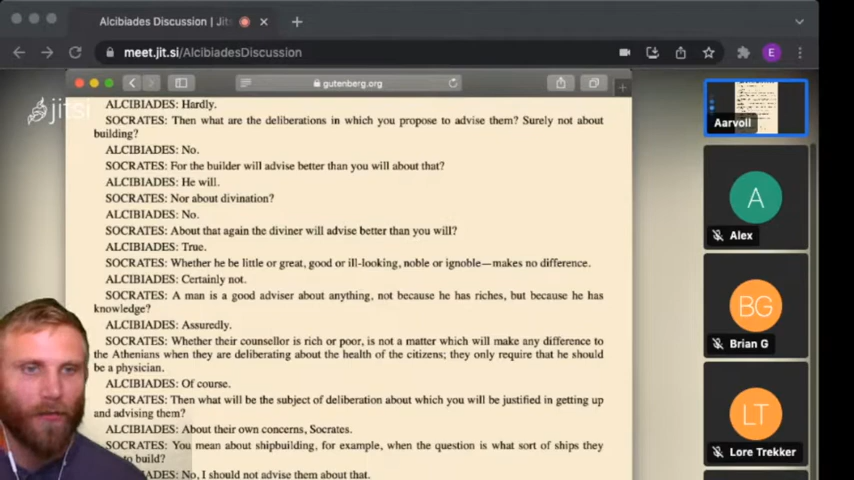 Alcibiades Discussion | Jits
meet.jit.si/AlcibiadesDiscussion
E
gutenberg.org
jitsi
ALCIBIADES: Hardly.
SOCRATES: Then what are the deliberations in which you propose to advise them? Surely not about
building?
ALCIBIADES: No.
SOCRATES: For the builder will advise better than you will about that?
ALCIBIADES: He will.
SOCRATES: Nor about divination?
ALCIBIADES: No.
SOCRATES: About that again the diviner will advise better than you will?
ALCIBIADES: True.
SOCRATES: Whether he be little or great, good or ill-looking, noble or ignoble—makes no difference.
ALCIBIADES: Certainly not.
SOCRATES: A man is a good adviser about anything, not because he has riches, but because he has
knowledge?
ALCIBIADES: Assuredly.
SOCRATES: Whether their counsellor is rich or poor, is not a matter which will make any difference to
the Athenians when they are deliberating about the health of the citizens; they only require that he should
be a physician.
ALCIBIADES: Of course.
SOCRATES: Then what will be the subject of deliberation about which you will be justified in getting up
and advising them?
ALCIBIADES: About their own concerns, Socrates.
SOCRATES: You mean about shipbuilding, for example, when the question is what sort of ships they
to build?
ADES: No, I should not advise them about that.
Aarvoll
A
Alex
BG
Brian G
LT
Lore Trekker